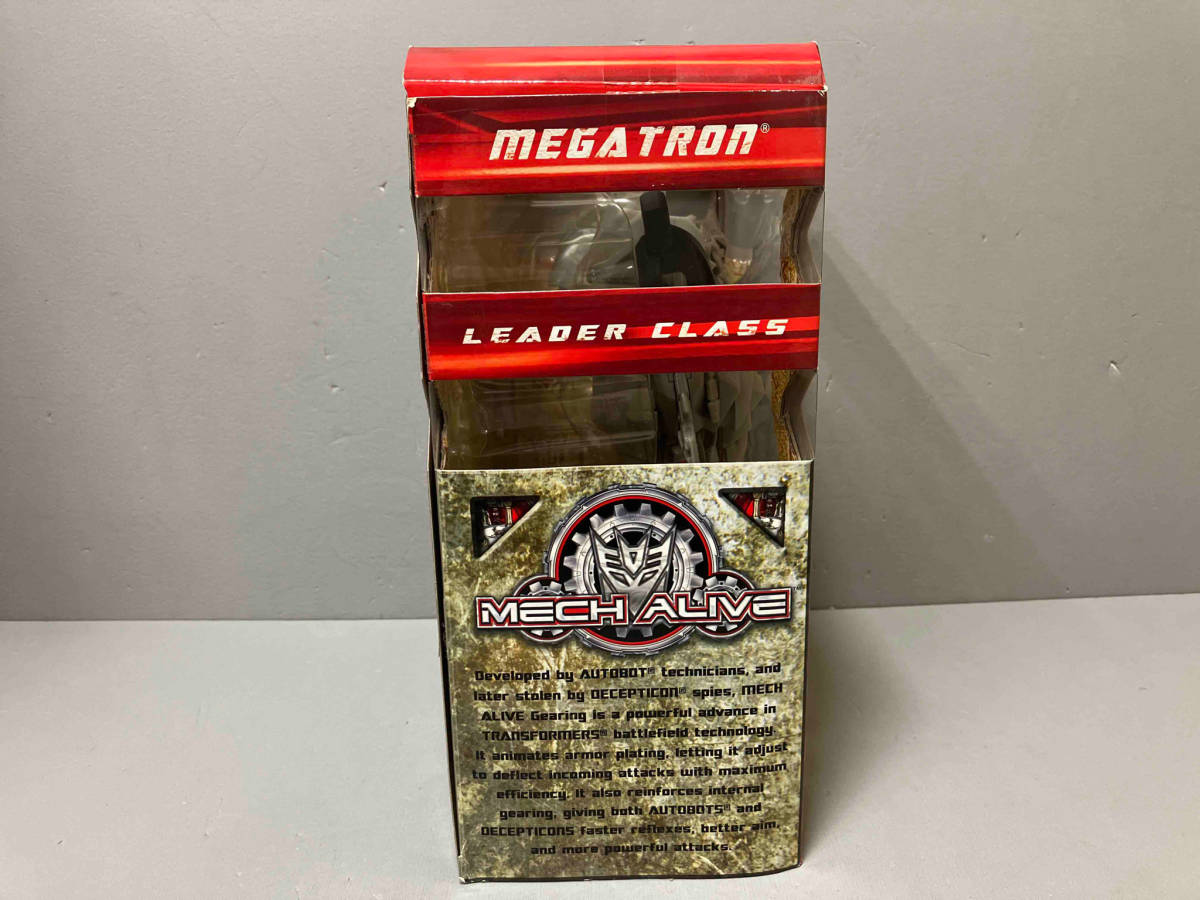 MEGATRON®
LEADER CLASS
MECH ALIVE
Developed by AUTOBOT® technicians, and
later stolen by DECEPTICON® spies, MECH
ALIVE Gearing is a powerful advance in
TRANSFORMERS® battlefield technology.
It animates armor plating, letting it adjust
to deflect incoming attacks with maximum
efficiency. It also reinforces internal
gearing, giving both AUTOBOTS® and
DECEPTICONS faster reflexes, better aim,
and more powerful attacks.